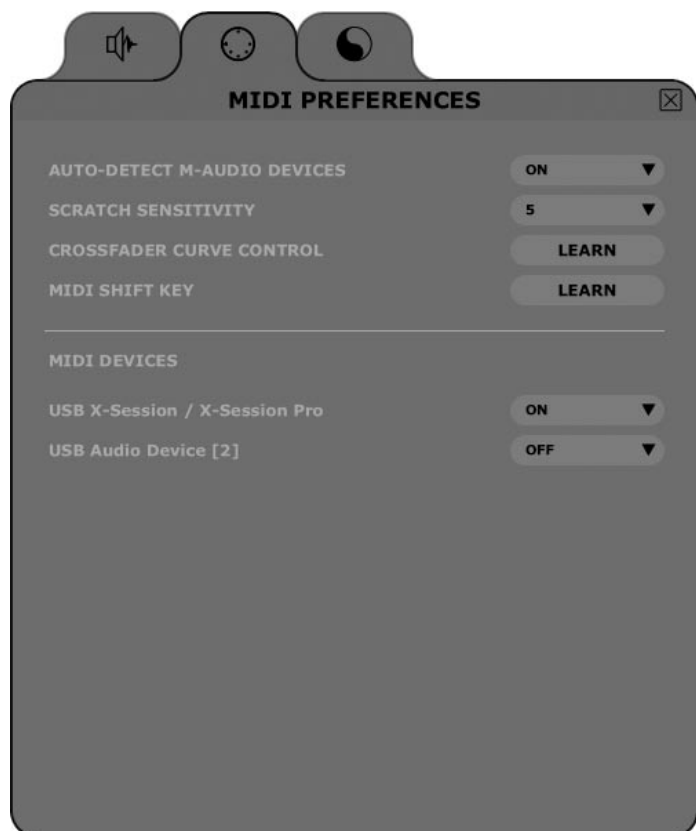 MIDI PREFERENCES
AUTO-DETECT M-AUDIO DEVICES ON
SCRATCH SENSITIVITY 5
CROSSFADER CURVE CONTROL LEARN
MIDI SHIFT KEY LEARN
MIDI DEVICES
USB X-Session / X-Session Pro ON
USB Audio Device [2] OFF